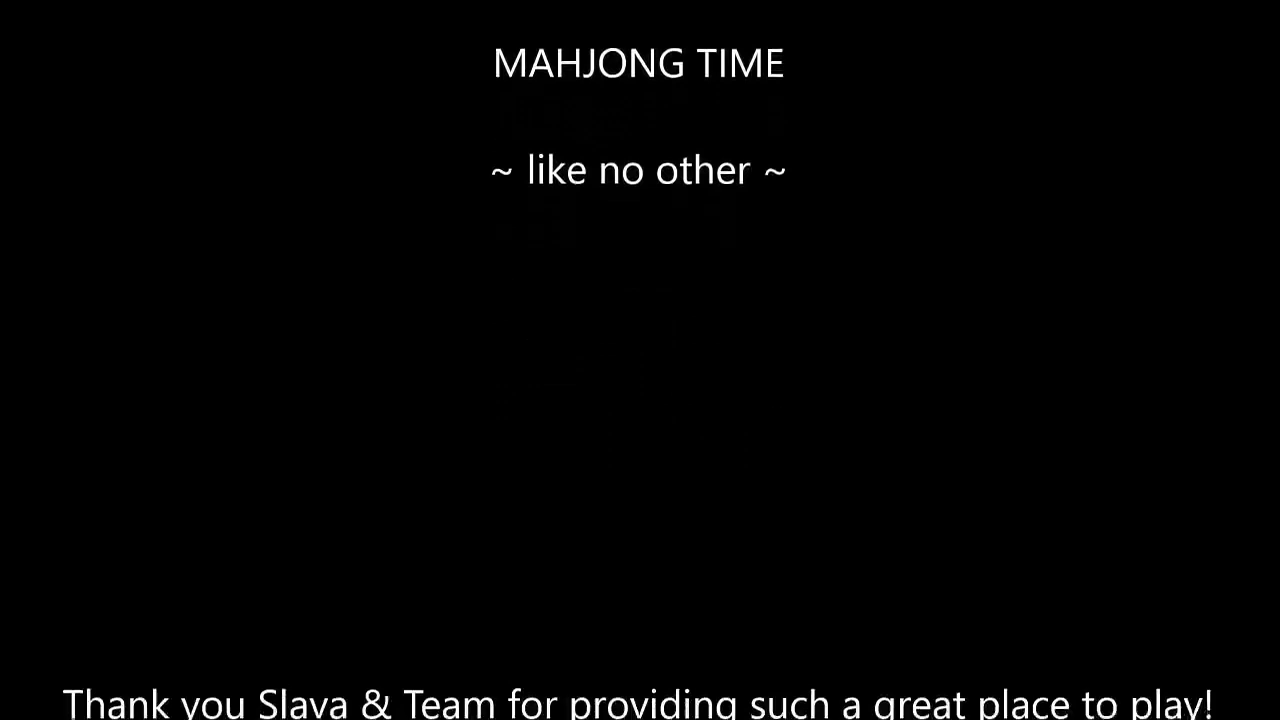 MAHJONG TIME
~ like no other ~
Thank you Slava & Team for providing such a great place to play!